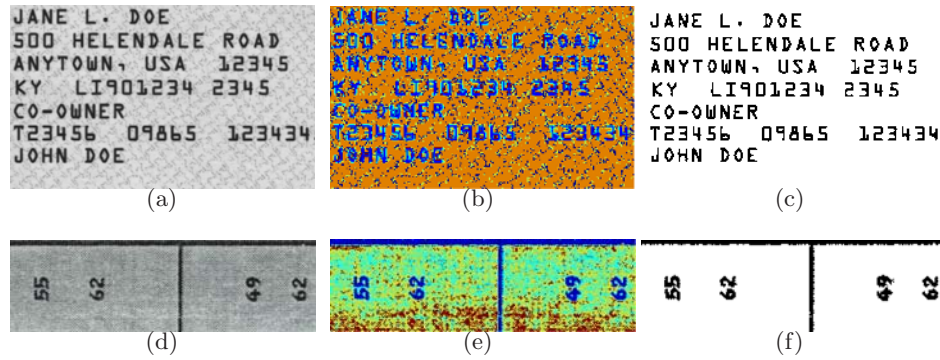 JANE L. DOE
500 HELENDALE ROAD
ANYTOWN, USA 12345
KY LI901234 2345
CO-OWNER
T23456 09865 123434
JOHN DOE
(a)
JANE L. DOE
500 HELENDALE ROAD
ANYTOWN, USA 12345
KY LI901234 2345
CO-OWNER
T23456 09865 123434
JOHN DOE
(b)
JANE L. DOE
500 HELENDALE ROAD
ANYTOWN, USA 12345
KY LI901234 2345
CO-OWNER
T23456 09865 123434
JOHN DOE
(c)
55 62 49 62
(d)
55 62 49 62
(e)
55 62 49 62
(f)